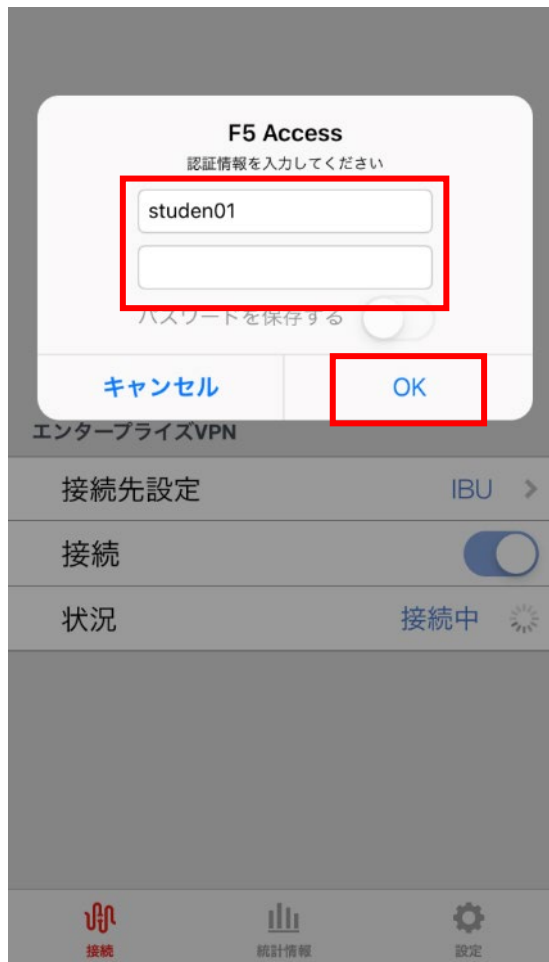 F5 Access
認証情報を入力してください
studen01
パスワードを保存する
キャンセル
OK
エンタープライズVPN
接続先設定
IBU
接続
状況
接続中
接続
統計情報
設定